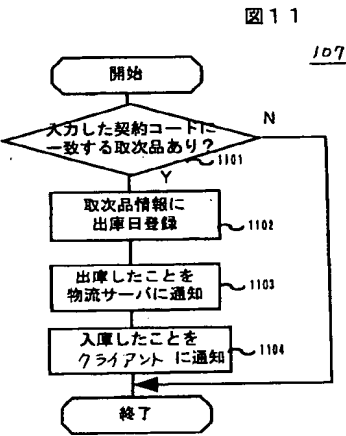 図11
107
開始
入力した契約コードに
一致する取次品あり？
N
1101
Y
取次品情報に
出庫日登録
1102
出庫したことを
物流サーバに通知
1103
入庫したことを
クライアントに通知
1104
終了